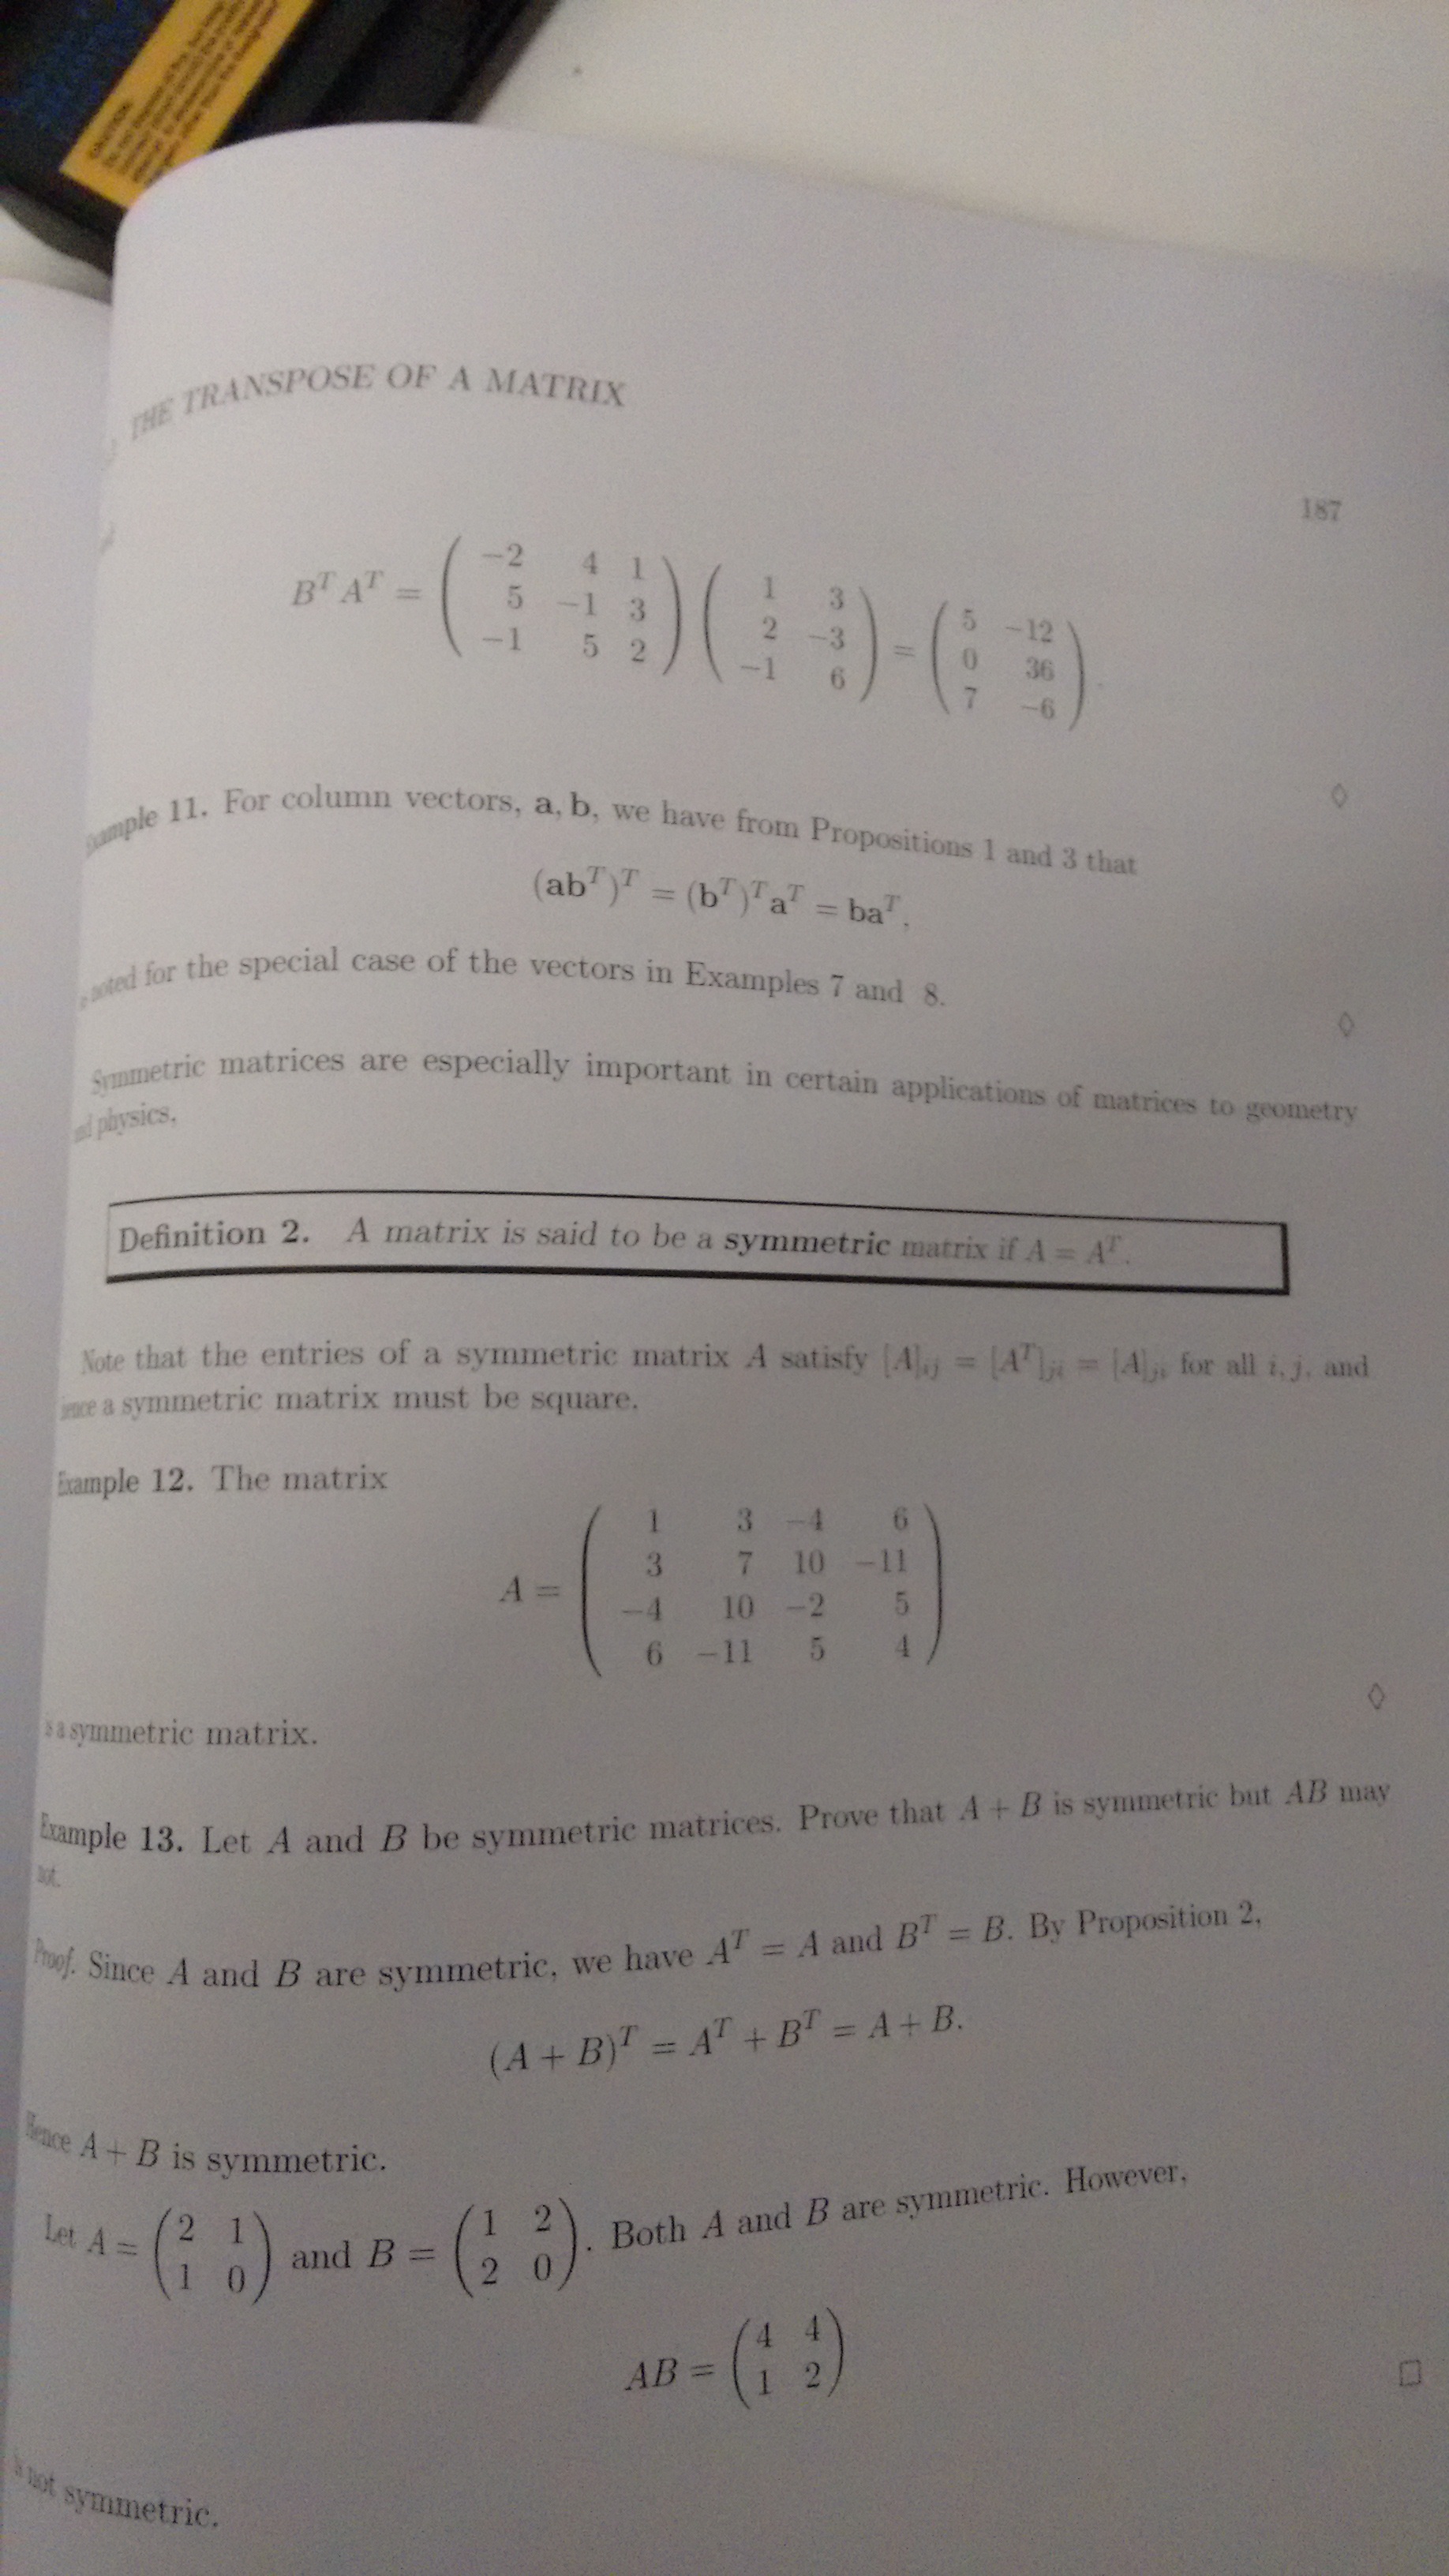 THE TRANSPOSE OF A MATRIX
187
B^T A^T = \begin{pmatrix} -2 & 4 & 1 \\ 5 & -1 & 3 \\ -1 & 5 & 2 \end{pmatrix} \begin{pmatrix} 1 & 3 \\ 2 & -3 \\ -1 & 6 \end{pmatrix} = \begin{pmatrix} 5 & -12 \\ 0 & 36 \\ 7 & -6 \end{pmatrix}.
◇
Example 11. For column vectors, a, b, we have from Propositions 1 and 3 that
(ab^T)^T = (b^T)^T a^T = ba^T,
noted for the special case of the vectors in Examples 7 and 8.
◇
Symmetric matrices are especially important in certain applications of matrices to geometry
and physics.
Definition 2. A matrix is said to be a symmetric matrix if A = A^T.
Note that the entries of a symmetric matrix A satisfy [A]_{ij} = [A^T]_{ji} = [A]_{ji} for all i, j, and
hence a symmetric matrix must be square.
Example 12. The matrix
A = \begin{pmatrix} 1 & 3 & -4 & 6 \\ 3 & 7 & 10 & -11 \\ -4 & 10 & -2 & 5 \\ 6 & -11 & 5 & 4 \end{pmatrix}
◇
is a symmetric matrix.
Example 13. Let A and B be symmetric matrices. Prove that A + B is symmetric but AB may
not.
Proof. Since A and B are symmetric, we have A^T = A and B^T = B. By Proposition 2,
(A + B)^T = A^T + B^T = A + B.
Hence A + B is symmetric.
Let A = \begin{pmatrix} 2 & 1 \\ 1 & 0 \end{pmatrix} and B = \begin{pmatrix} 1 & 2 \\ 2 & 0 \end{pmatrix}. Both A and B are symmetric. However,
AB = \begin{pmatrix} 4 & 4 \\ 1 & 2 \end{pmatrix}
□
is not symmetric.